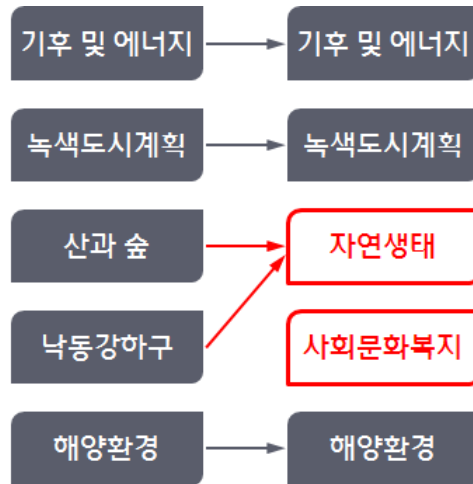 기후 및 에너지
기후 및 에너지
녹색도시계획
녹색도시계획
산과 숲
자연생태
낙동강하구
사회문화복지
해양환경
해양환경